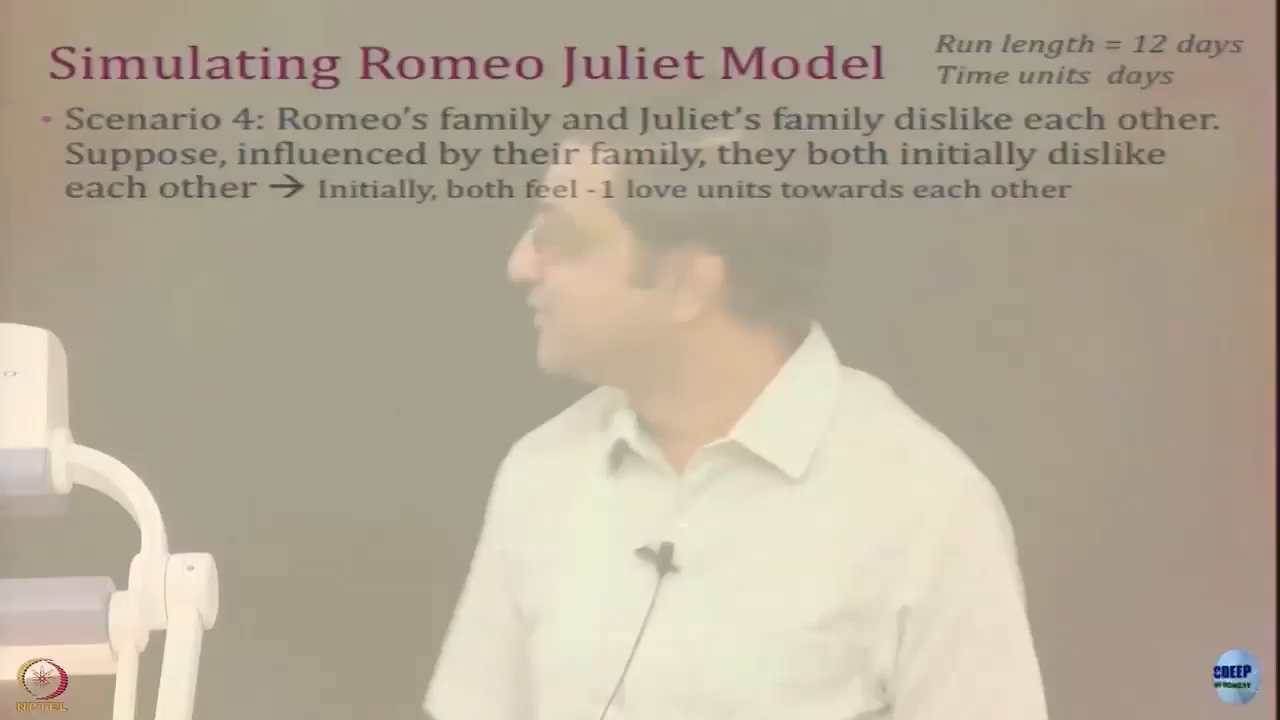 Simulating Romeo Juliet Model
Run length = 12 days
Time units days
• Scenario 4: Romeo's family and Juliet's family dislike each other.
Suppose, influenced by their family, they both initially dislike
each other → Initially, both feel -1 love units towards each other
NPTEL
CDEEP
IIT BOMBAY